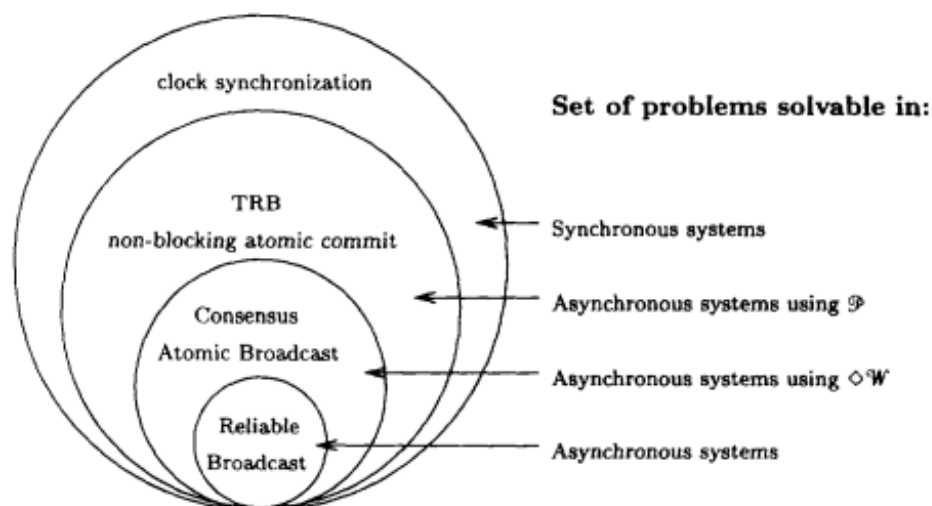 clock synchronization
Set of problems solvable in:
TRB
non-blocking atomic commit
Synchronous systems
Asynchronous systems using 𝒫
Consensus
Atomic Broadcast
Asynchronous systems using ◇𝒲
Reliable
Broadcast
Asynchronous systems